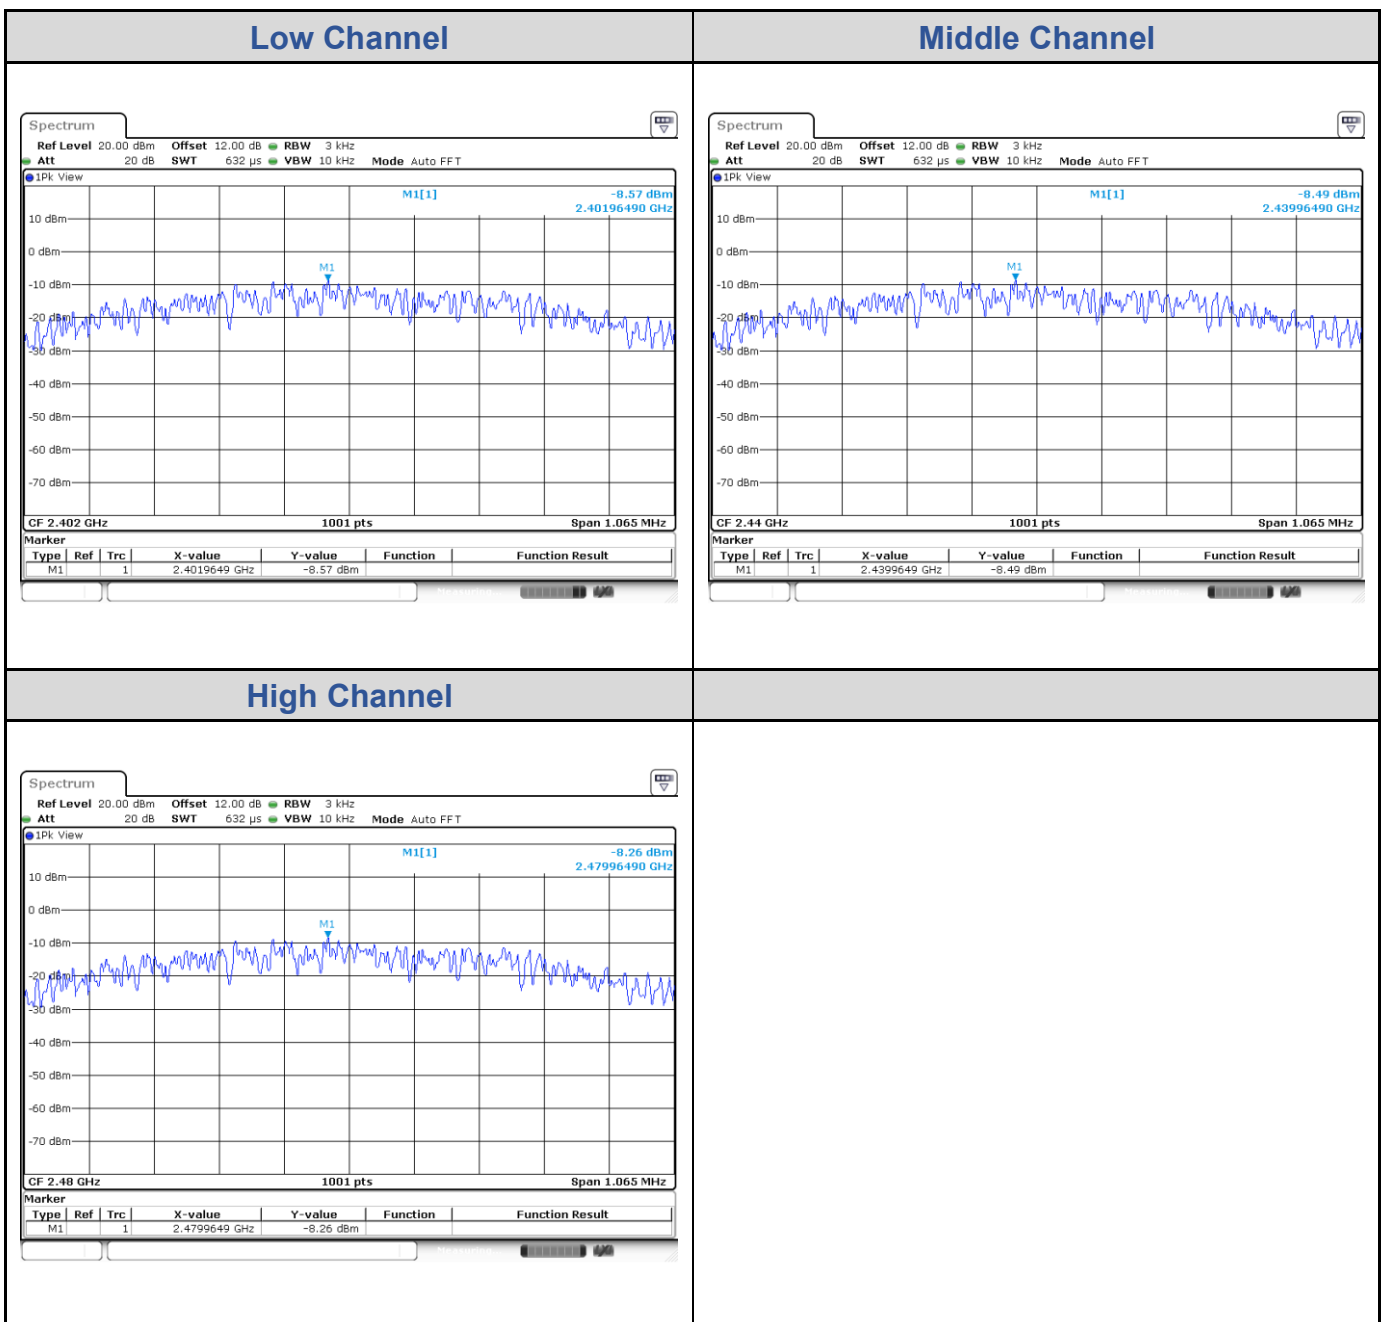 Low Channel
Middle Channel
Spectrum
Ref Level 20.00 dBm Offset 12.00 dB RBW 3 kHz
Att 20 dB SWT 632 µs VBW 10 kHz Mode Auto FFT
1Pk View
M1[1] -8.57 dBm
2.40196490 GHz
10 dBm
0 dBm
M1
-10 dBm
-20 dBm
-30 dBm
-40 dBm
-50 dBm
-60 dBm
-70 dBm
CF 2.402 GHz 1001 pts Span 1.065 MHz
Marker
Type Ref Trc X-value Y-value Function Function Result
M1 1 2.4019649 GHz -8.57 dBm
Measuring...
Spectrum
Ref Level 20.00 dBm Offset 12.00 dB RBW 3 kHz
Att 20 dB SWT 632 µs VBW 10 kHz Mode Auto FFT
1Pk View
M1[1] -8.49 dBm
2.43996490 GHz
10 dBm
0 dBm
M1
-10 dBm
-20 dBm
-30 dBm
-40 dBm
-50 dBm
-60 dBm
-70 dBm
CF 2.44 GHz 1001 pts Span 1.065 MHz
Marker
Type Ref Trc X-value Y-value Function Function Result
M1 1 2.4399649 GHz -8.49 dBm
Measuring...
High Channel
Spectrum
Ref Level 20.00 dBm Offset 12.00 dB RBW 3 kHz
Att 20 dB SWT 632 µs VBW 10 kHz Mode Auto FFT
1Pk View
M1[1] -8.26 dBm
2.47996490 GHz
10 dBm
0 dBm
M1
-10 dBm
-20 dBm
-30 dBm
-40 dBm
-50 dBm
-60 dBm
-70 dBm
CF 2.48 GHz 1001 pts Span 1.065 MHz
Marker
Type Ref Trc X-value Y-value Function Function Result
M1 1 2.4799649 GHz -8.26 dBm
Measuring...